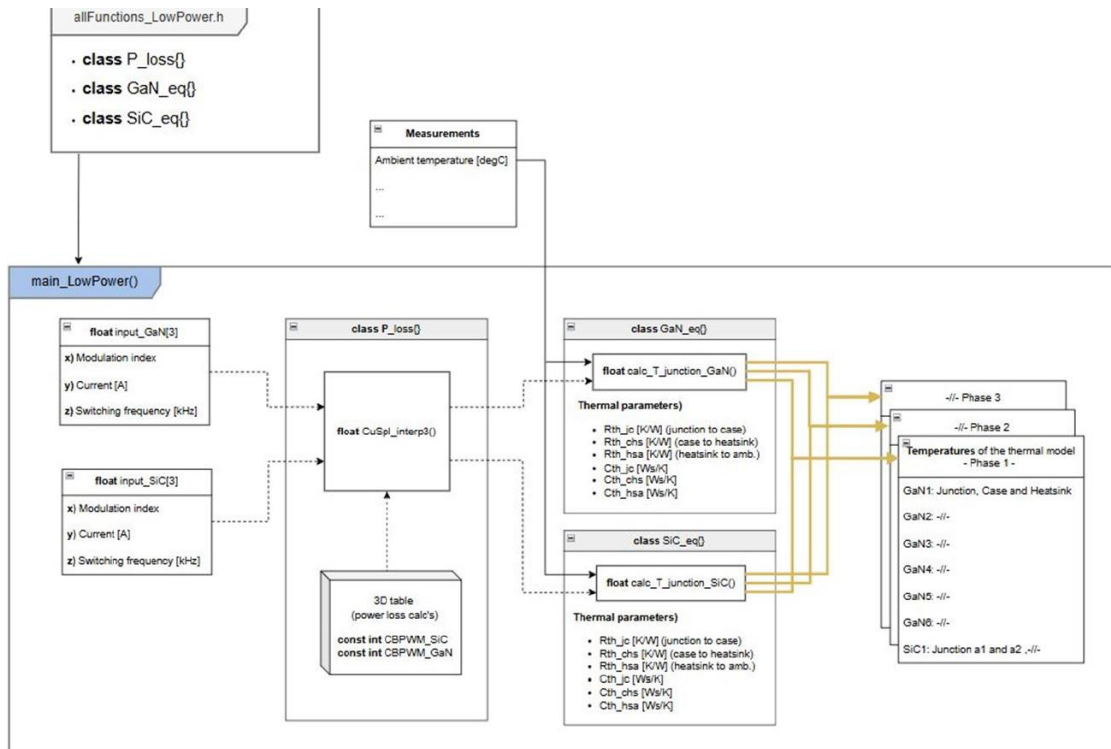 allFunctions_LowPower.h
• class P_loss{}
• class GaN_eq{}
• class SiC_eq{}
Measurements
Ambient temperature [degC]
...
...
main_LowPower()
float input_GaN[3]
x) Modulation index
y) Current [A]
z) Switching frequency [kHz]
float input_SiC[3]
x) Modulation index
y) Current [A]
z) Switching frequency [kHz]
class P_loss{}
float CuSpl_interp3()
3D table
(power loss calc's)
const int CBPWM_SiC
const int CBPWM_GaN
class GaN_eq{}
float calc_T_junction_GaN()
Thermal parameters)
• Rth_jc [K/W] (junction to case)
• Rth_chs [K/W] (case to heatsink)
• Rth_hsa [K/W] (heatsink to amb.)
• Cth_jc [Ws/K]
• Cth_chs [Ws/K]
• Cth_hsa [Ws/K]
class SiC_eq{}
float calc_T_junction_SiC()
Thermal parameters)
• Rth_jc [K/W] (junction to case)
• Rth_chs [K/W] (case to heatsink)
• Rth_hsa [K/W] (heatsink to amb.)
• Cth_jc [Ws/K]
• Cth_chs [Ws/K]
• Cth_hsa [Ws/K]
-//- Phase 3
-//- Phase 2
Temperatures of the thermal model
- Phase 1 -
GaN1: Junction, Case and Heatsink
GaN2: -//-
GaN3: -//-
GaN4: -//-
GaN5: -//-
GaN6: -//-
SiC1: Junction a1 and a2 ,-//-